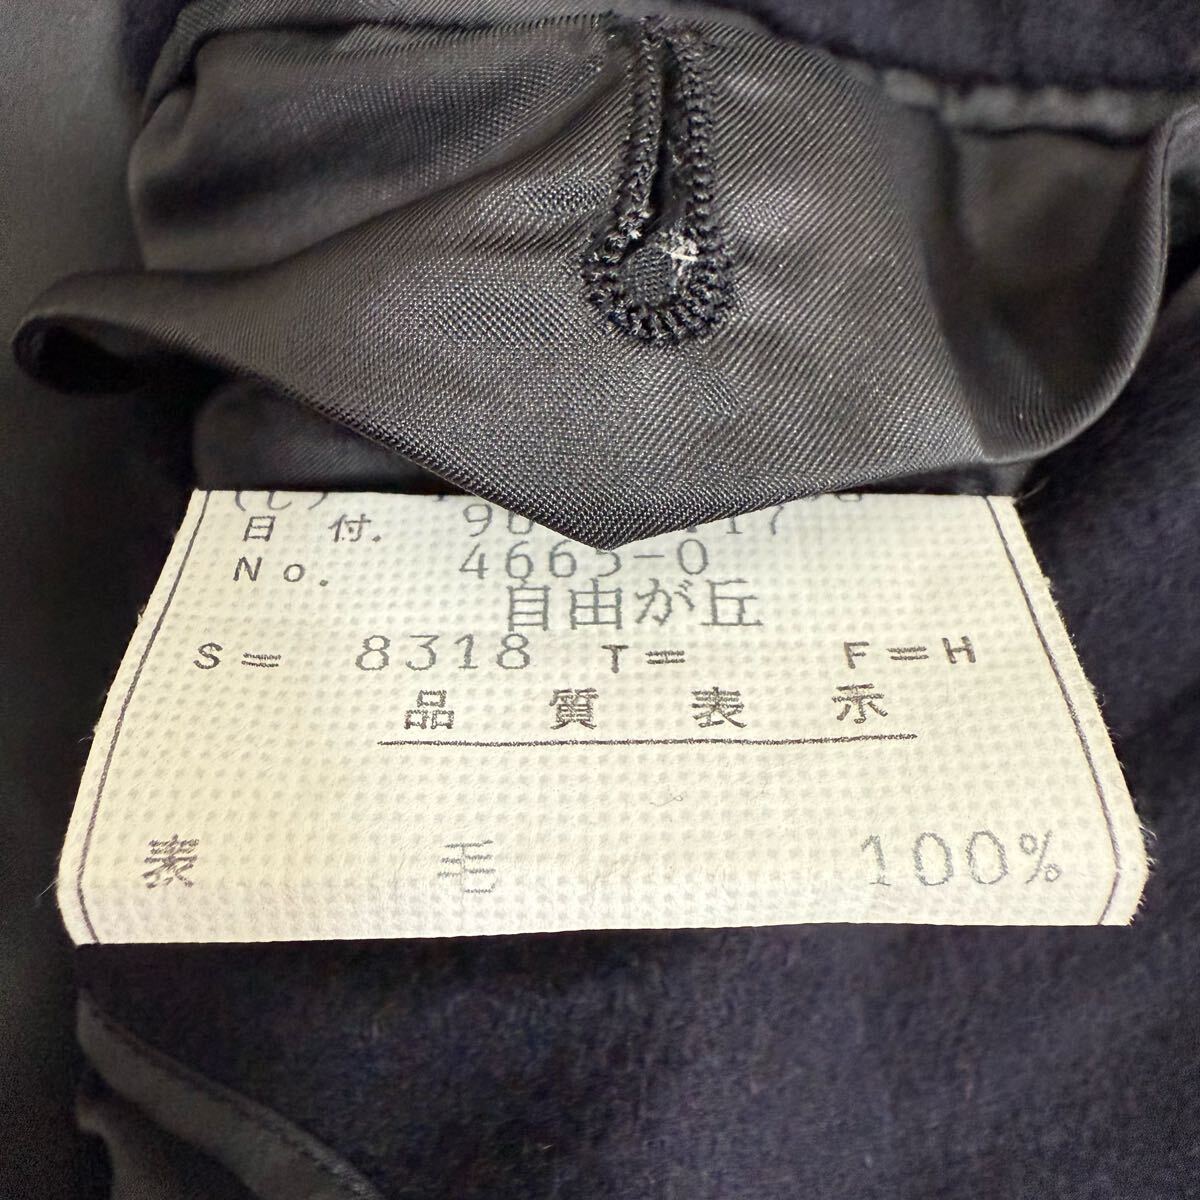 日 付.
No. 4665-0
自由が丘
S= 8318 T= F=H
品質表示
表 毛 100%